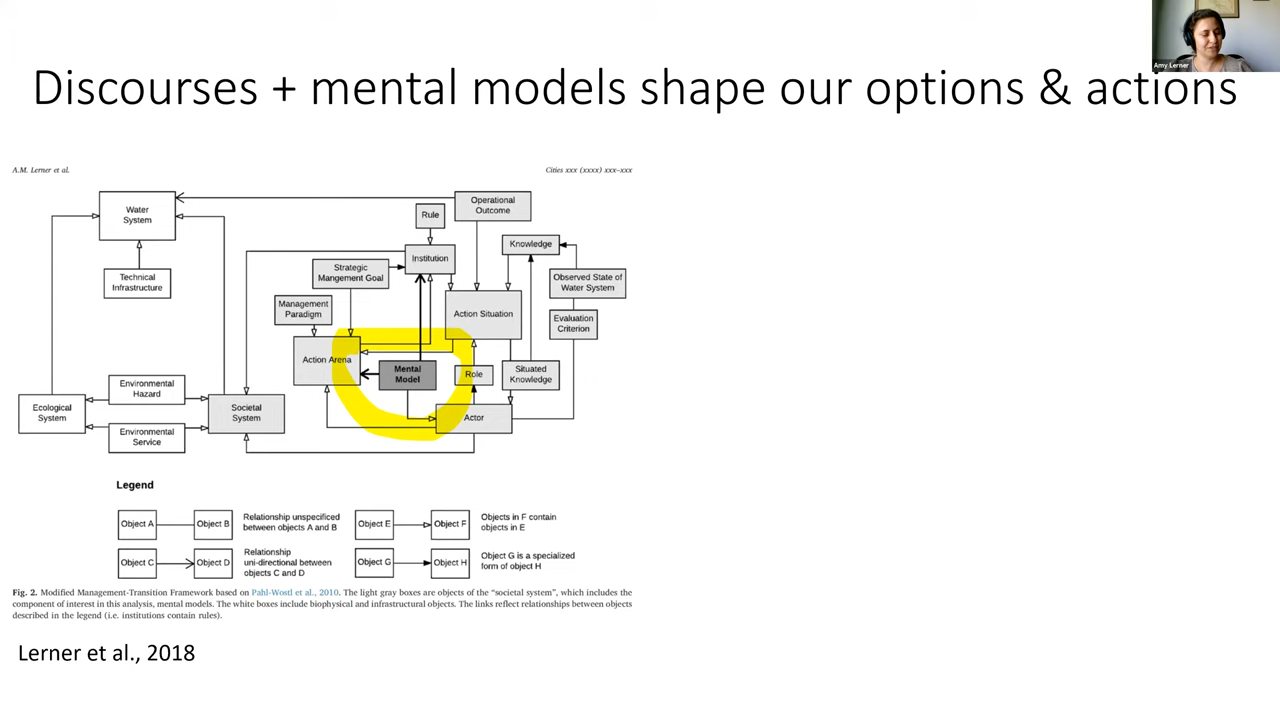 Amy Lerner
Discourses + mental models shape our options & actions
A.M. Lerner et al.
Cities xxx (xxxx) xxx–xxx
Water
System
Operational
Outcome
Rule
Knowledge
Institution
Strategic
Mangement Goal
Technical
Infrastructure
Observed State of
Water System
Management
Paradigm
Action Situation
Evaluation
Criterion
Action Arena
Mental
Model
Role
Situated
Knowledge
Environmental
Hazard
Ecological
System
Societal
System
Actor
Environmental
Service
Legend
Object A
Object B
Relationship unspecificed
between objects A and B
Object E
Object F
Objects in F contain
objects in E
Object C
Object D
Relationship
uni-directional between
objects C and D
Object G
Object H
Object G is a specialized
form of object H
Fig. 2. Modified Management-Transition Framework based on Pahl-Wostl et al., 2010. The light gray boxes are objects of the “societal system”, which includes the
component of interest in this analysis, mental models. The white boxes include biophysical and infrastructural objects. The links reflect relationships between objects
described in the legend (i.e. institutions contain rules).
Lerner et al., 2018